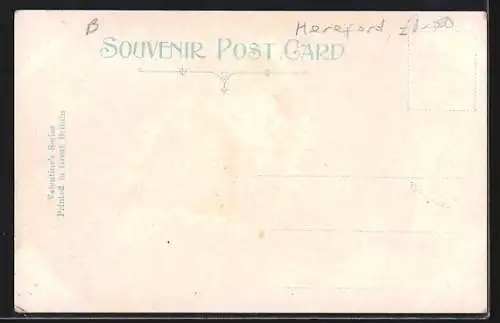 B
Hereford
SOUVENIR POST CARD
Valentine's Series
Printed in Great Britain